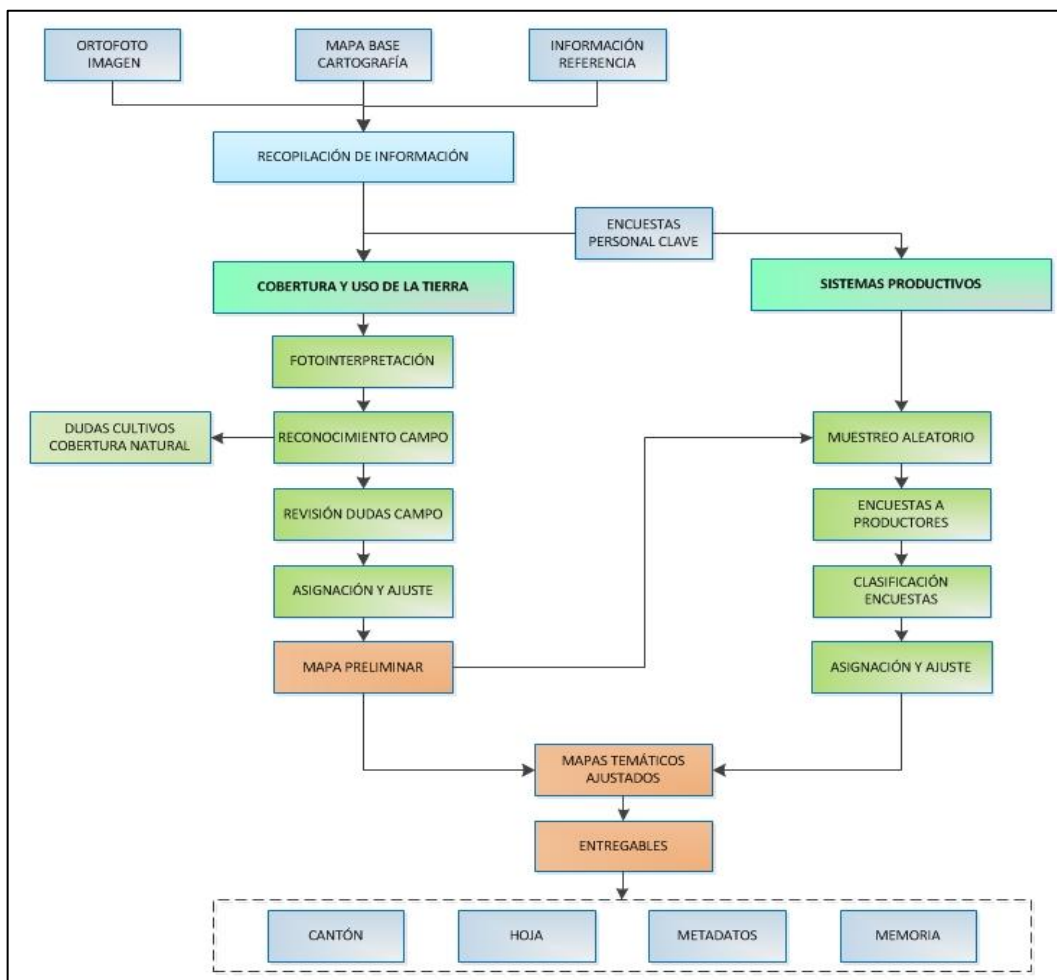 ORTOFOTO
IMAGEN
MAPA BASE
CARTOGRAFÍA
INFORMACIÓN
REFERENCIA
RECOPILACIÓN DE INFORMACIÓN
ENCUESTAS
PERSONAL CLAVE
COBERTURA Y USO DE LA TIERRA
SISTEMAS PRODUCTIVOS
FOTOINTERPRETACIÓN
DUDAS CULTIVOS
COBERTURA NATURAL
RECONOCIMIENTO CAMPO
MUESTREO ALEATORIO
REVISIÓN DUDAS CAMPO
ENCUESTAS A
PRODUCTORES
ASIGNACIÓN Y AJUSTE
CLASIFICACIÓN
ENCUESTAS
MAPA PRELIMINAR
ASIGNACIÓN Y AJUSTE
MAPAS TEMÁTICOS
AJUSTADOS
ENTREGABLES
CANTÓN
HOJA
METADATOS
MEMORIA